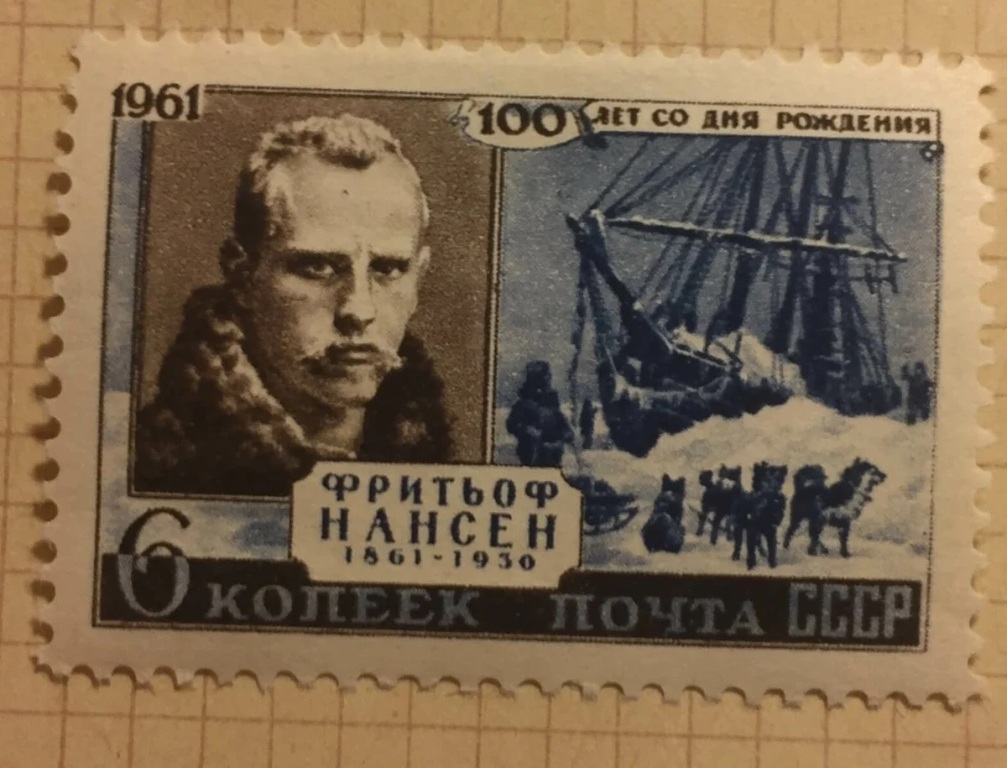 1961
100 ЛЕТ СО ДНЯ РОЖДЕНИЯ
ФРИТЬОФ
НАНСЕН
1861-1930
6 КОПЕЕК ПОЧТА СССР